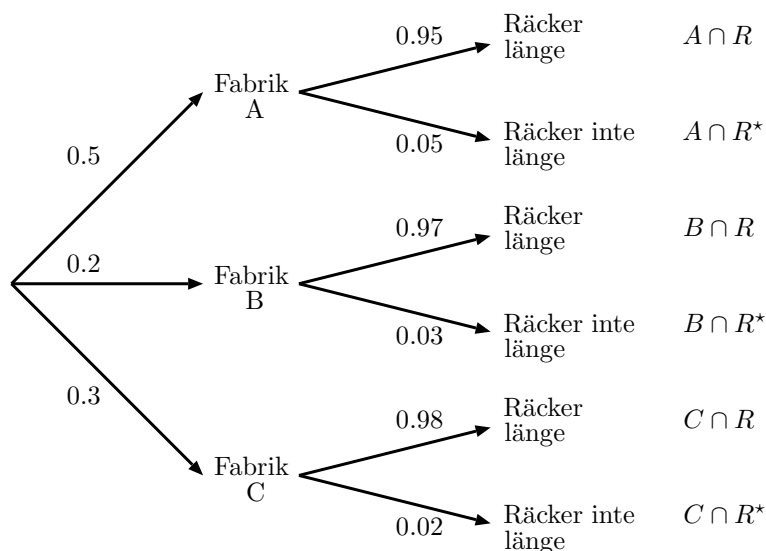 0.95
Räcker
länge
A ∩ R
Fabrik
A
0.5
0.05
Räcker inte
länge
A ∩ R⋆
0.97
Räcker
länge
B ∩ R
0.2
Fabrik
B
0.03
Räcker inte
länge
B ∩ R⋆
0.3
0.98
Räcker
länge
C ∩ R
Fabrik
C
0.02
Räcker inte
länge
C ∩ R⋆